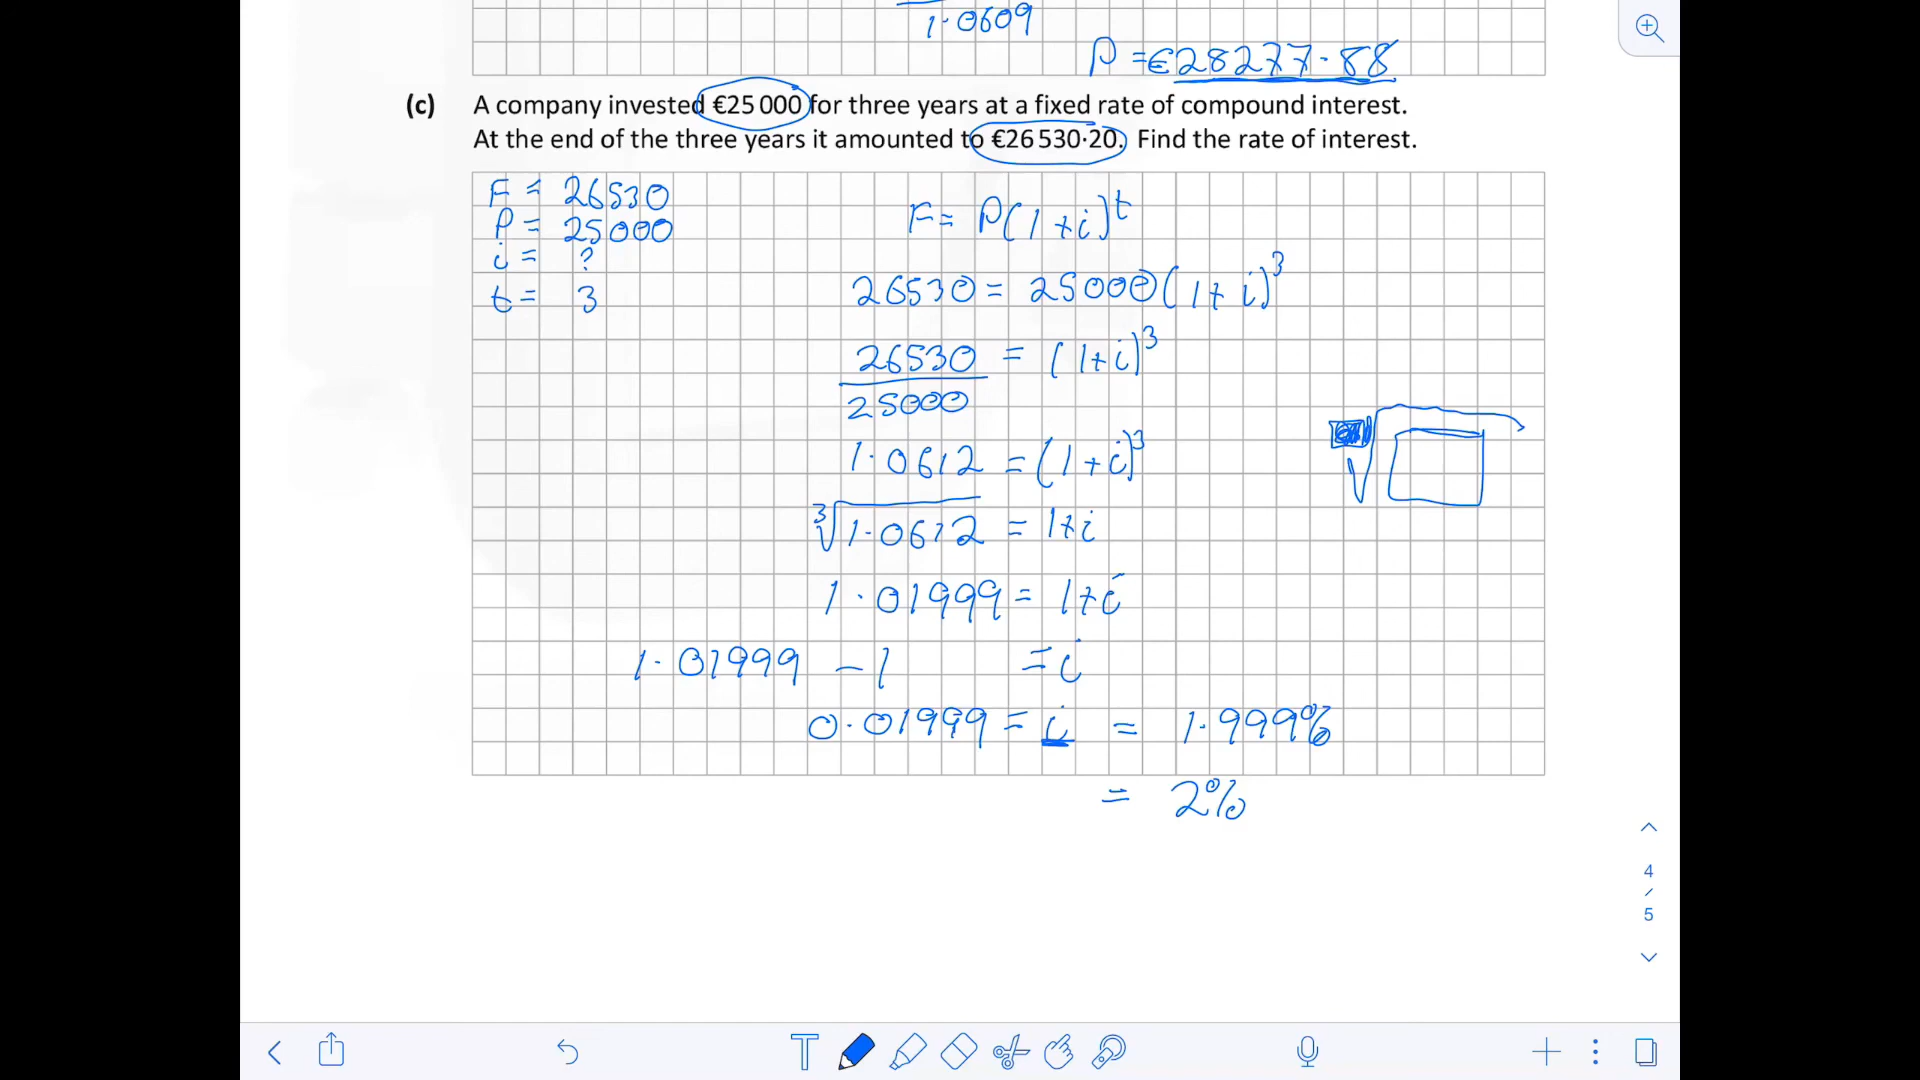 1.0609
P = €28277.88
(c) A company invested €25 000 for three years at a fixed rate of compound interest.
At the end of the three years it amounted to €26 530·20. Find the rate of interest.
F = 26530
P = 25000
i = ?
t = 3
F = P(1+i)^t
26530 = 25000(1+i)^3
26530 = (1+i)^3
25000
1.0612 = (1+i)^3
3√1.0612 = 1+i
1.01999 = 1+i
1.01999 - 1 = i
0.01999 = i = 1.999%
= 2%
4
/
5
T